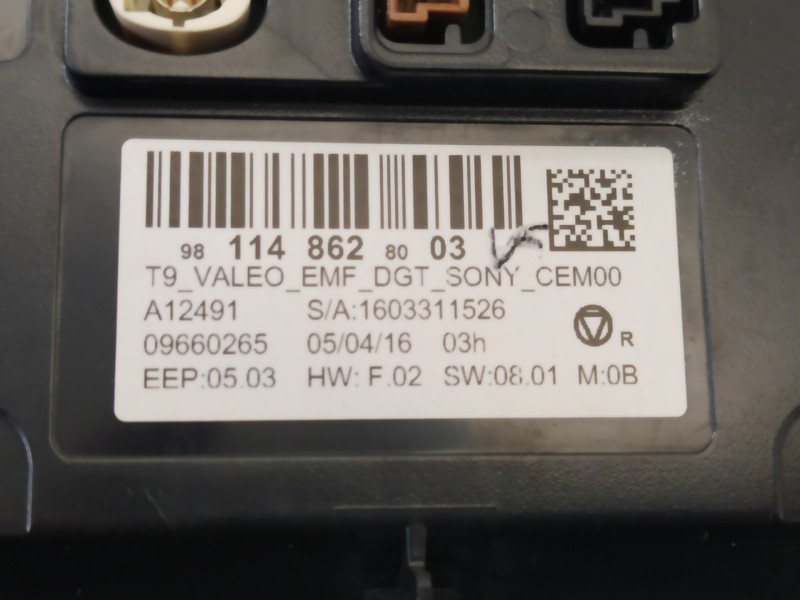 98 114 862 80 03
T9_VALEO_EMF_DGT_SONY_CEM00
A12491 S/A:1603311526
09660265 05/04/16 03h R
EEP:05.03 HW: F.02 SW:08.01 M:0B